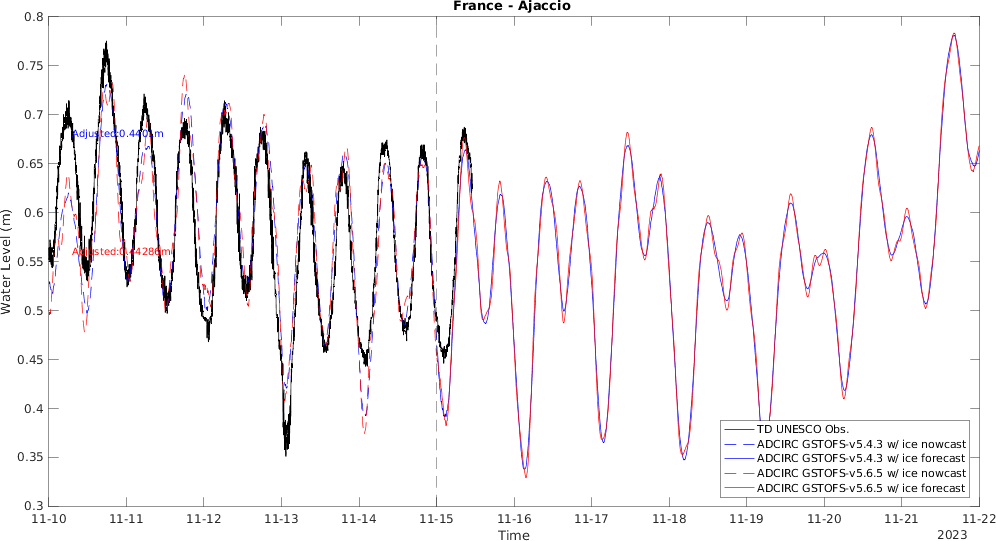 France - Ajaccio
0.8
0.75
0.7
0.65
0.6
0.55
0.5
0.45
0.4
0.35
0.3
Water Level (m)
Adjusted:0.4401m
Adjusted:0.44286m
TD UNESCO Obs.
ADCIRC GSTOFS-v5.4.3 w/ ice nowcast
ADCIRC GSTOFS-v5.4.3 w/ ice forecast
ADCIRC GSTOFS-v5.6.5 w/ ice nowcast
ADCIRC GSTOFS-v5.6.5 w/ ice forecast
11-10 11-11 11-12 11-13 11-14 11-15 11-16 11-17 11-18 11-19 11-20 11-21 11-22
Time
2023